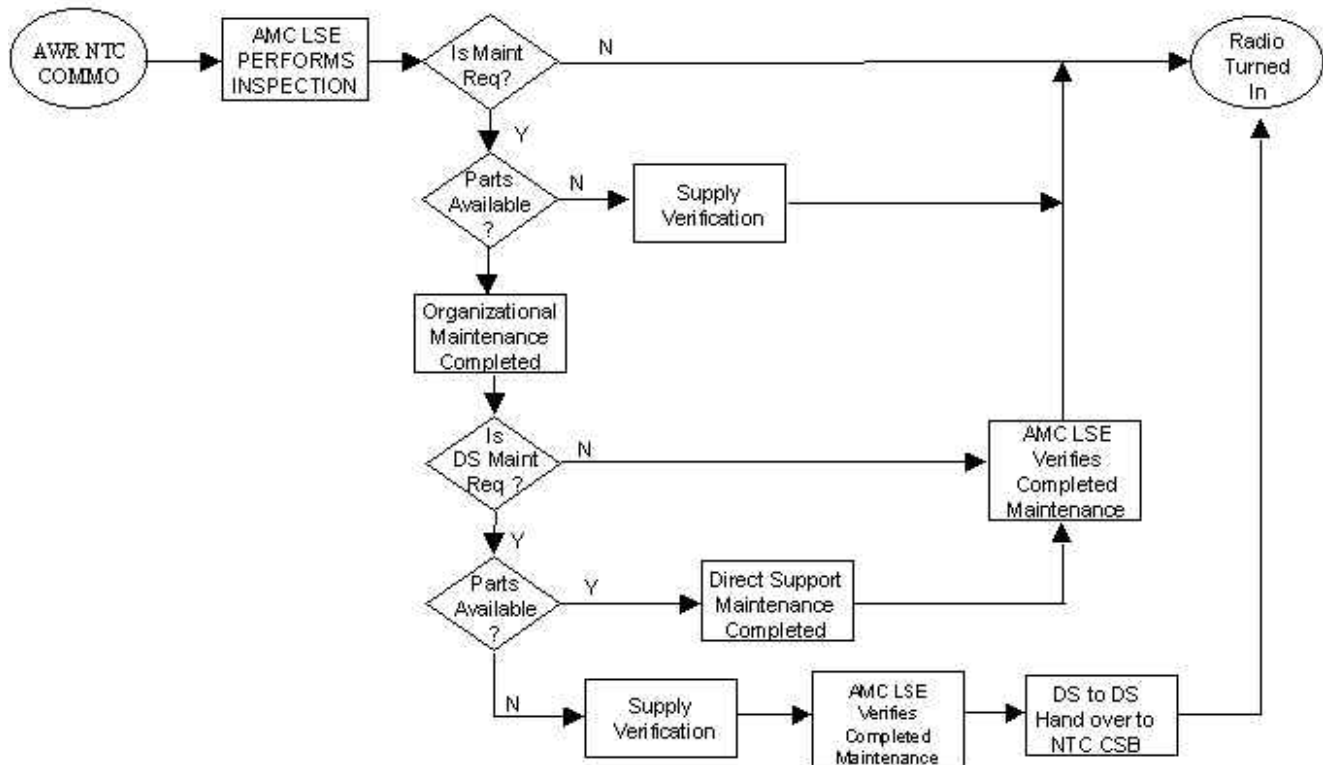 AWR NTC
COMMO
AMC LSE
PERFORMS
INSPECTION
Is Maint
Req?
N
Radio
Turned
In
Y
Parts
Available
?
N
Supply
Verification
Organizational
Maintenance
Completed
Is
DS Maint
Req ?
N
AMC LSE
Verifies
Completed
Maintenance
Y
Parts
Available
?
Y
Direct Support
Maintenance
Completed
N
Supply
Verification
AMC LSE
Verifies
Completed
Maintenance
DS to DS
Hand over to
NTC CSB